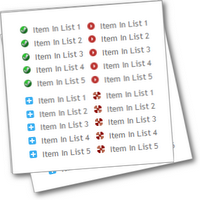 Item In List 1 Item In List 1
Item In List 2 Item In List 2
Item In List 3 Item In List 3
Item In List 4 Item In List 4
Item In List 5 Item In List 5
Item In List 1 Item In List 1
Item In List 2 Item In List 2
Item In List 3 Item In List 3
Item In List 4 Item In List 4
Item In List 5 Item In List 5